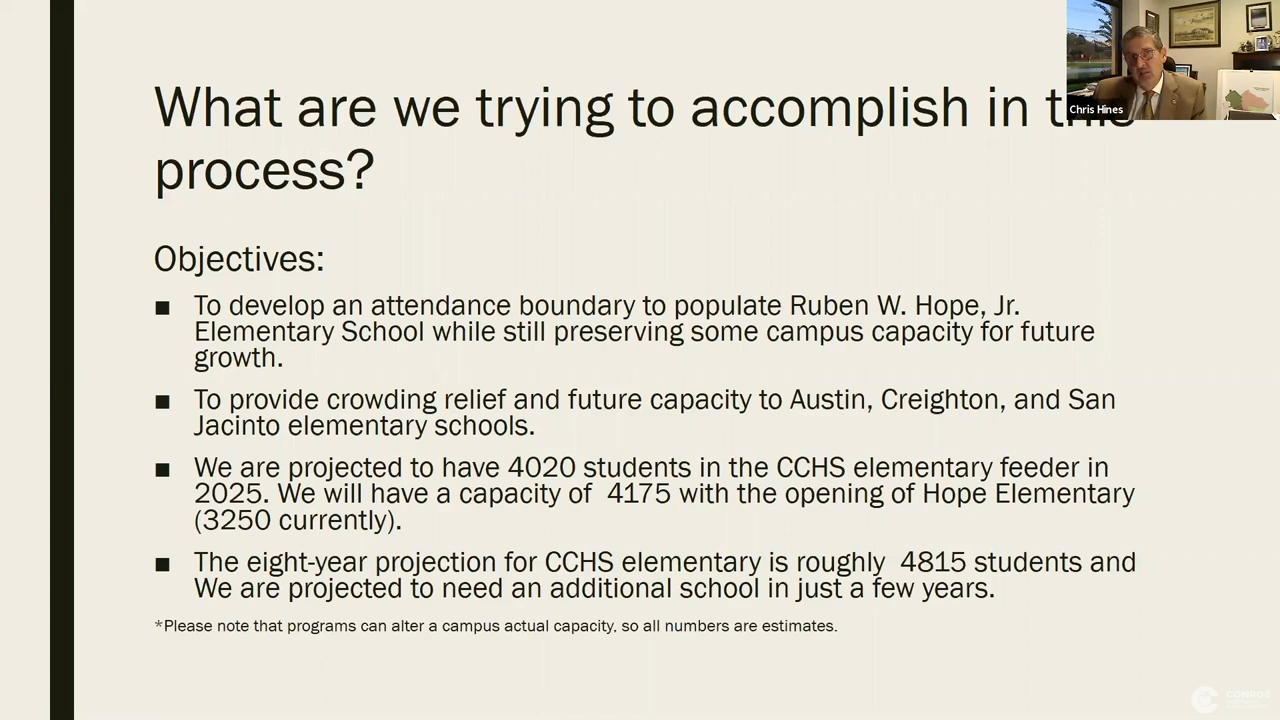 What are we trying to accomplish in this
process?
Chris Hines
Objectives:
■ To develop an attendance boundary to populate Ruben W. Hope, Jr.
Elementary School while still preserving some campus capacity for future
growth.
■ To provide crowding relief and future capacity to Austin, Creighton, and San
Jacinto elementary schools.
■ We are projected to have 4020 students in the CCHS elementary feeder in
2025. We will have a capacity of  4175 with the opening of Hope Elementary
(3250 currently).
■ The eight-year projection for CCHS elementary is roughly  4815 students and
We are projected to need an additional school in just a few years.
*Please note that programs can alter a campus actual capacity, so all numbers are estimates.
CONROE